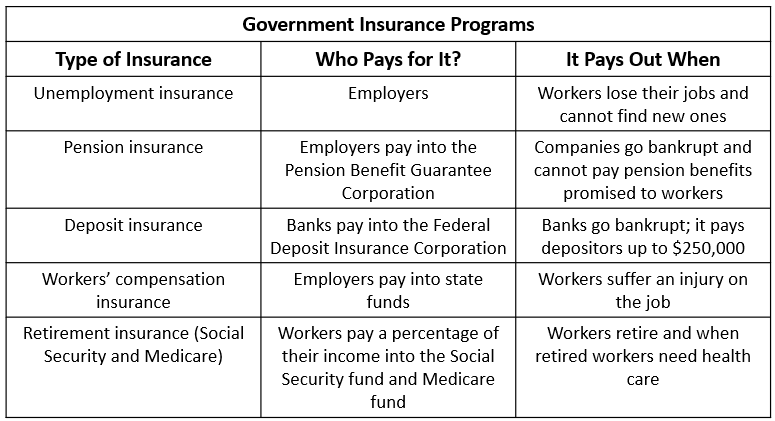 Government Insurance Programs
Type of Insurance
Who Pays for It?
It Pays Out When
Unemployment insurance
Employers
Workers lose their jobs and
cannot find new ones
Pension insurance
Employers pay into the
Pension Benefit Guarantee
Corporation
Companies go bankrupt and
cannot pay pension benefits
promised to workers
Deposit insurance
Banks pay into the Federal
Deposit Insurance Corporation
Banks go bankrupt; it pays
depositors up to $250,000
Workers’ compensation
insurance
Employers pay into state
funds
Workers suffer an injury on
the job
Retirement insurance (Social
Security and Medicare)
Workers pay a percentage of
their income into the Social
Security fund and Medicare
fund
Workers retire and when
retired workers need health
care